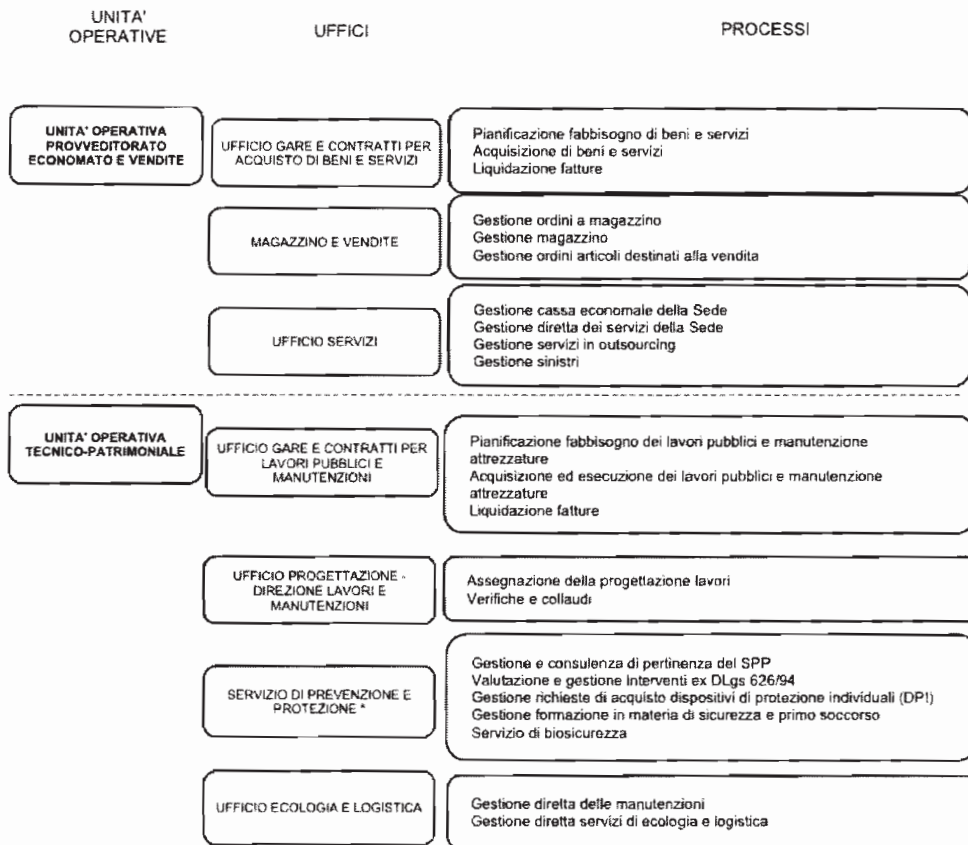 UNITA'
OPERATIVE
UFFICI
PROCESSI
UNITA' OPERATIVA
PROVVEDITORATO
ECONOMATO E VENDITE
UFFICIO GARE E CONTRATTI PER
ACQUISTO DI BENI E SERVIZI
Pianificazione fabbisogno di beni e servizi
Acquisizione di beni e servizi
Liquidazione fatture
MAGAZZINO E VENDITE
Gestione ordini a magazzino
Gestione magazzino
Gestione ordini articoli destinati alla vendita
UFFICIO SERVIZI
Gestione cassa economale della Sede
Gestione diretta dei servizi della Sede
Gestione servizi in outsourcing
Gestione sinistri
UNITA' OPERATIVA
TECNICO-PATRIMONIALE
UFFICIO GARE E CONTRATTI PER
LAVORI PUBBLICI E
MANUTENZIONI
Pianificazione fabbisogno dei lavori pubblici e manutenzione
attrezzature
Acquisizione ed esecuzione dei lavori pubblici e manutenzione
attrezzature
Liquidazione fatture
UFFICIO PROGETTAZIONE -
DIREZIONE LAVORI E
MANUTENZIONI
Assegnazione della progettazione lavori
Verifiche e collaudi
SERVIZIO DI PREVENZIONE E
PROTEZIONE *
Gestione e consulenza di pertinenza del SPP
Valutazione e gestione interventi ex DLgs 626/94
Gestione richieste di acquisto dispositivi di protezione individuali (DPI)
Gestione formazione in materia di sicurezza e primo soccorso
Servizio di biosicurezza
UFFICIO ECOLOGIA E LOGISTICA
Gestione diretta delle manutenzioni
Gestione diretta servizi di ecologia e logistica